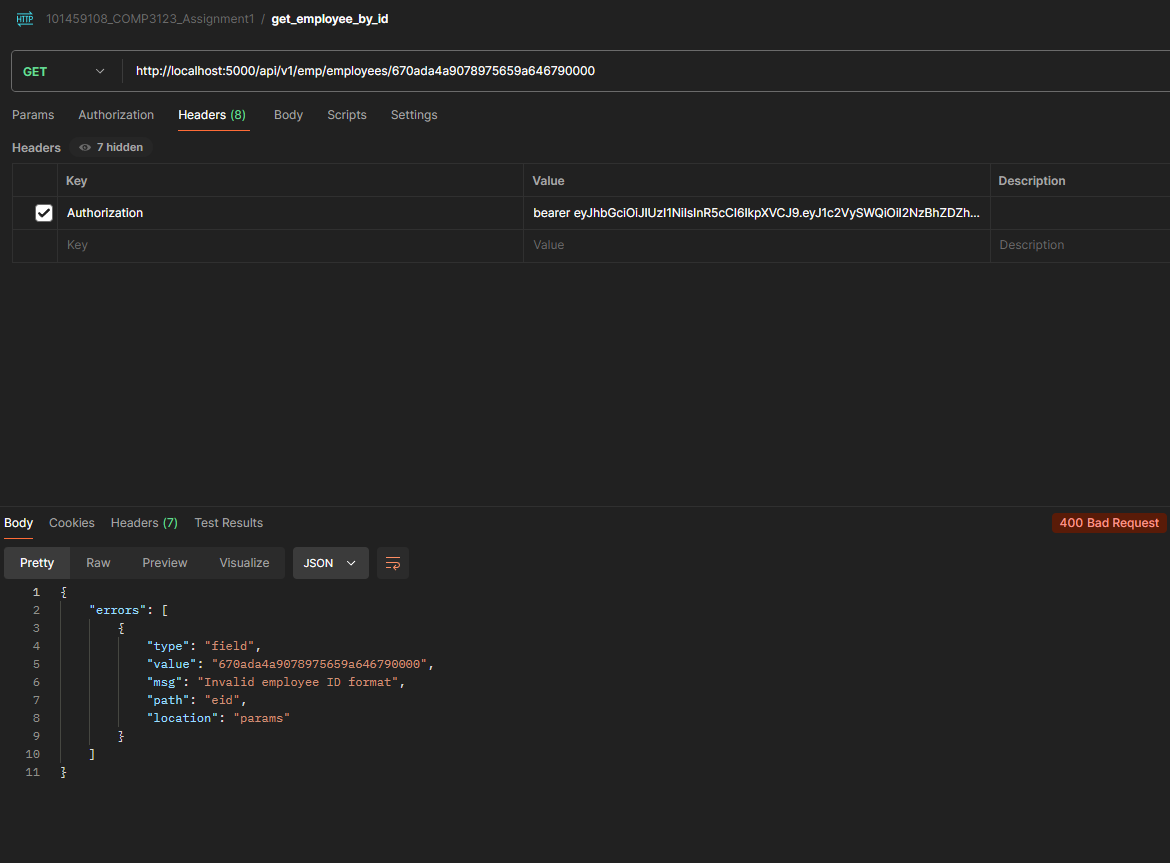 HTTP 101459108_COMP3123_Assignment1 / get_employee_by_id
GET http://localhost:5000/api/v1/emp/employees/670ada4a9078975659a646790000
Params Authorization Headers (8) Body Scripts Settings
Headers 7 hidden
Key Value Description
Authorization bearer eyJhbGciOiJIUzI1NiIsInR5cCI6IkpXVCJ9.eyJ1c2VySWQiOiI2NzBhZDZh...
Key Value Description
Body Cookies Headers (7) Test Results 400 Bad Request
Pretty Raw Preview Visualize JSON
1 {
2 "errors": [
3 {
4 "type": "field",
5 "value": "670ada4a9078975659a646790000",
6 "msg": "Invalid employee ID format",
7 "path": "eid",
8 "location": "params"
9 }
10 ]
11 }